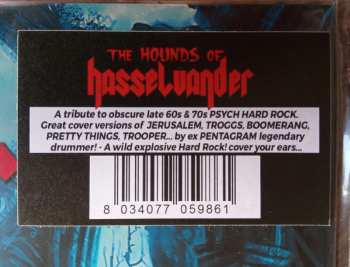 THE HOUNDS OF
hasselvander
A tribute to obscure late 60s & 70s PSYCH HARD ROCK.
Great cover versions of JERUSALEM, TROGGS, BOOMERANG,
PRETTY THINGS, TROOPER... by ex PENTAGRAM legendary
drummer! - A wild explosive Hard Rock! cover your ears...
8 034077 059861